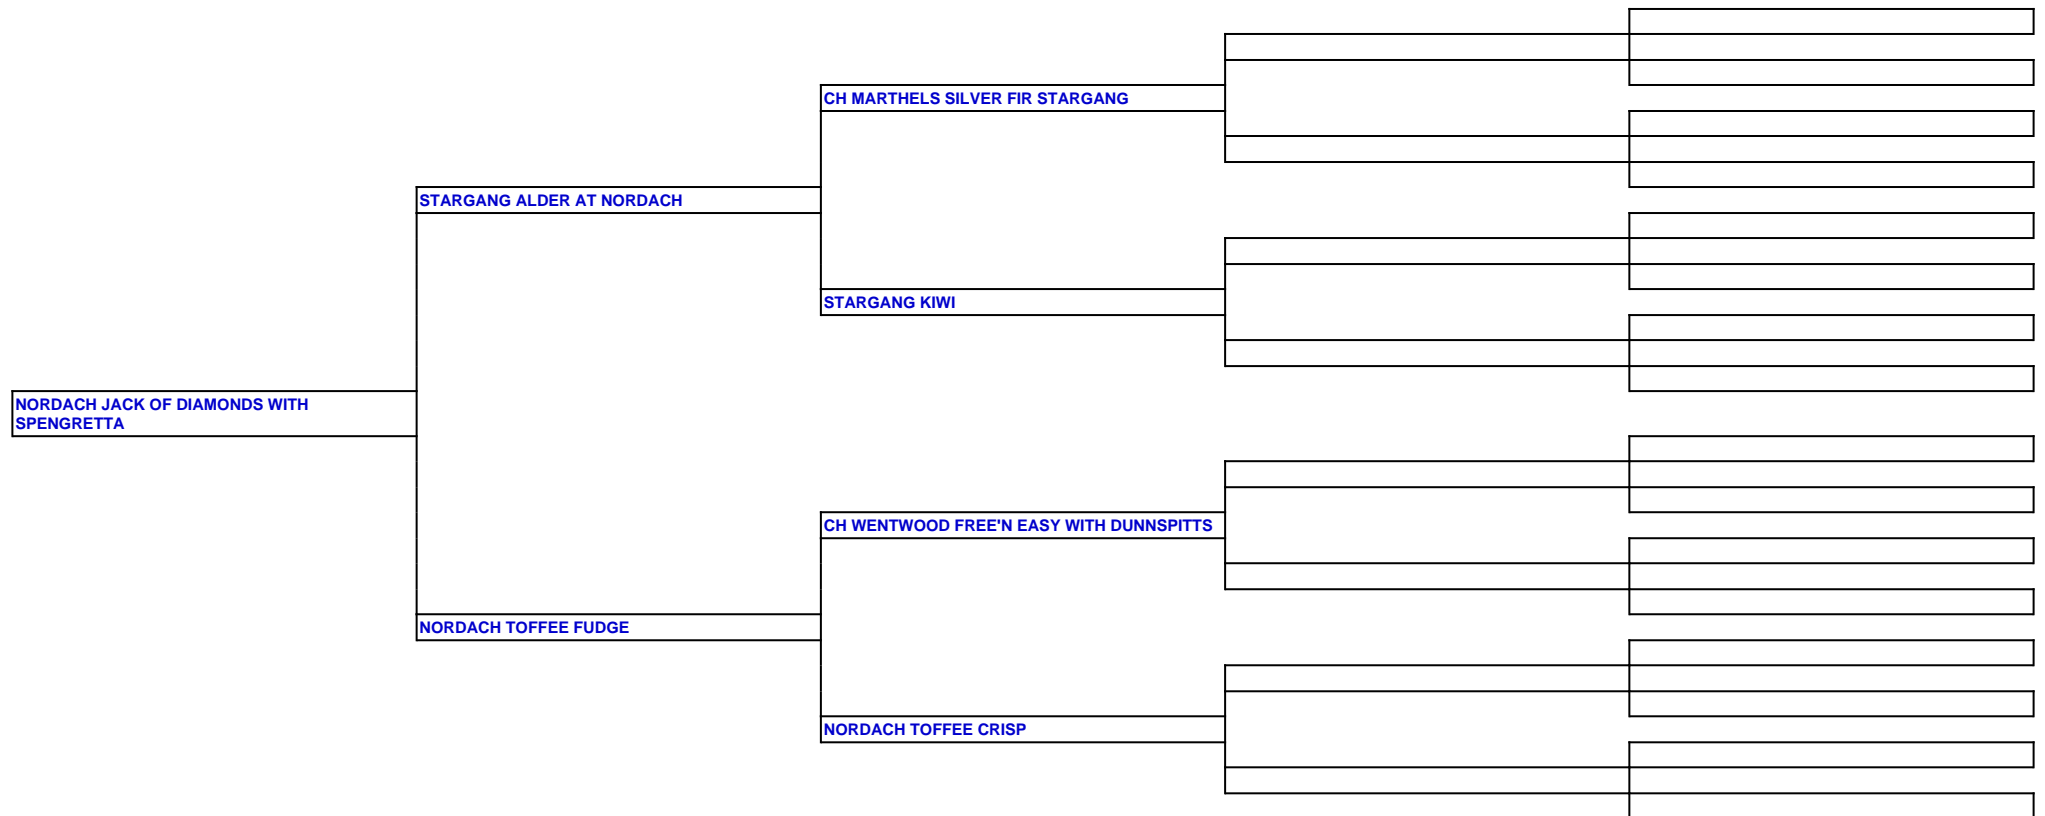 CH MARTHELS SILVER FIR STARGANG
STARGANG ALDER AT NORDACH
STARGANG KIWI
NORDACH JACK OF DIAMONDS WITH
SPENGRETTA
CH WENTWOOD FREE'N EASY WITH DUNNSPITTS
NORDACH TOFFEE FUDGE
NORDACH TOFFEE CRISP